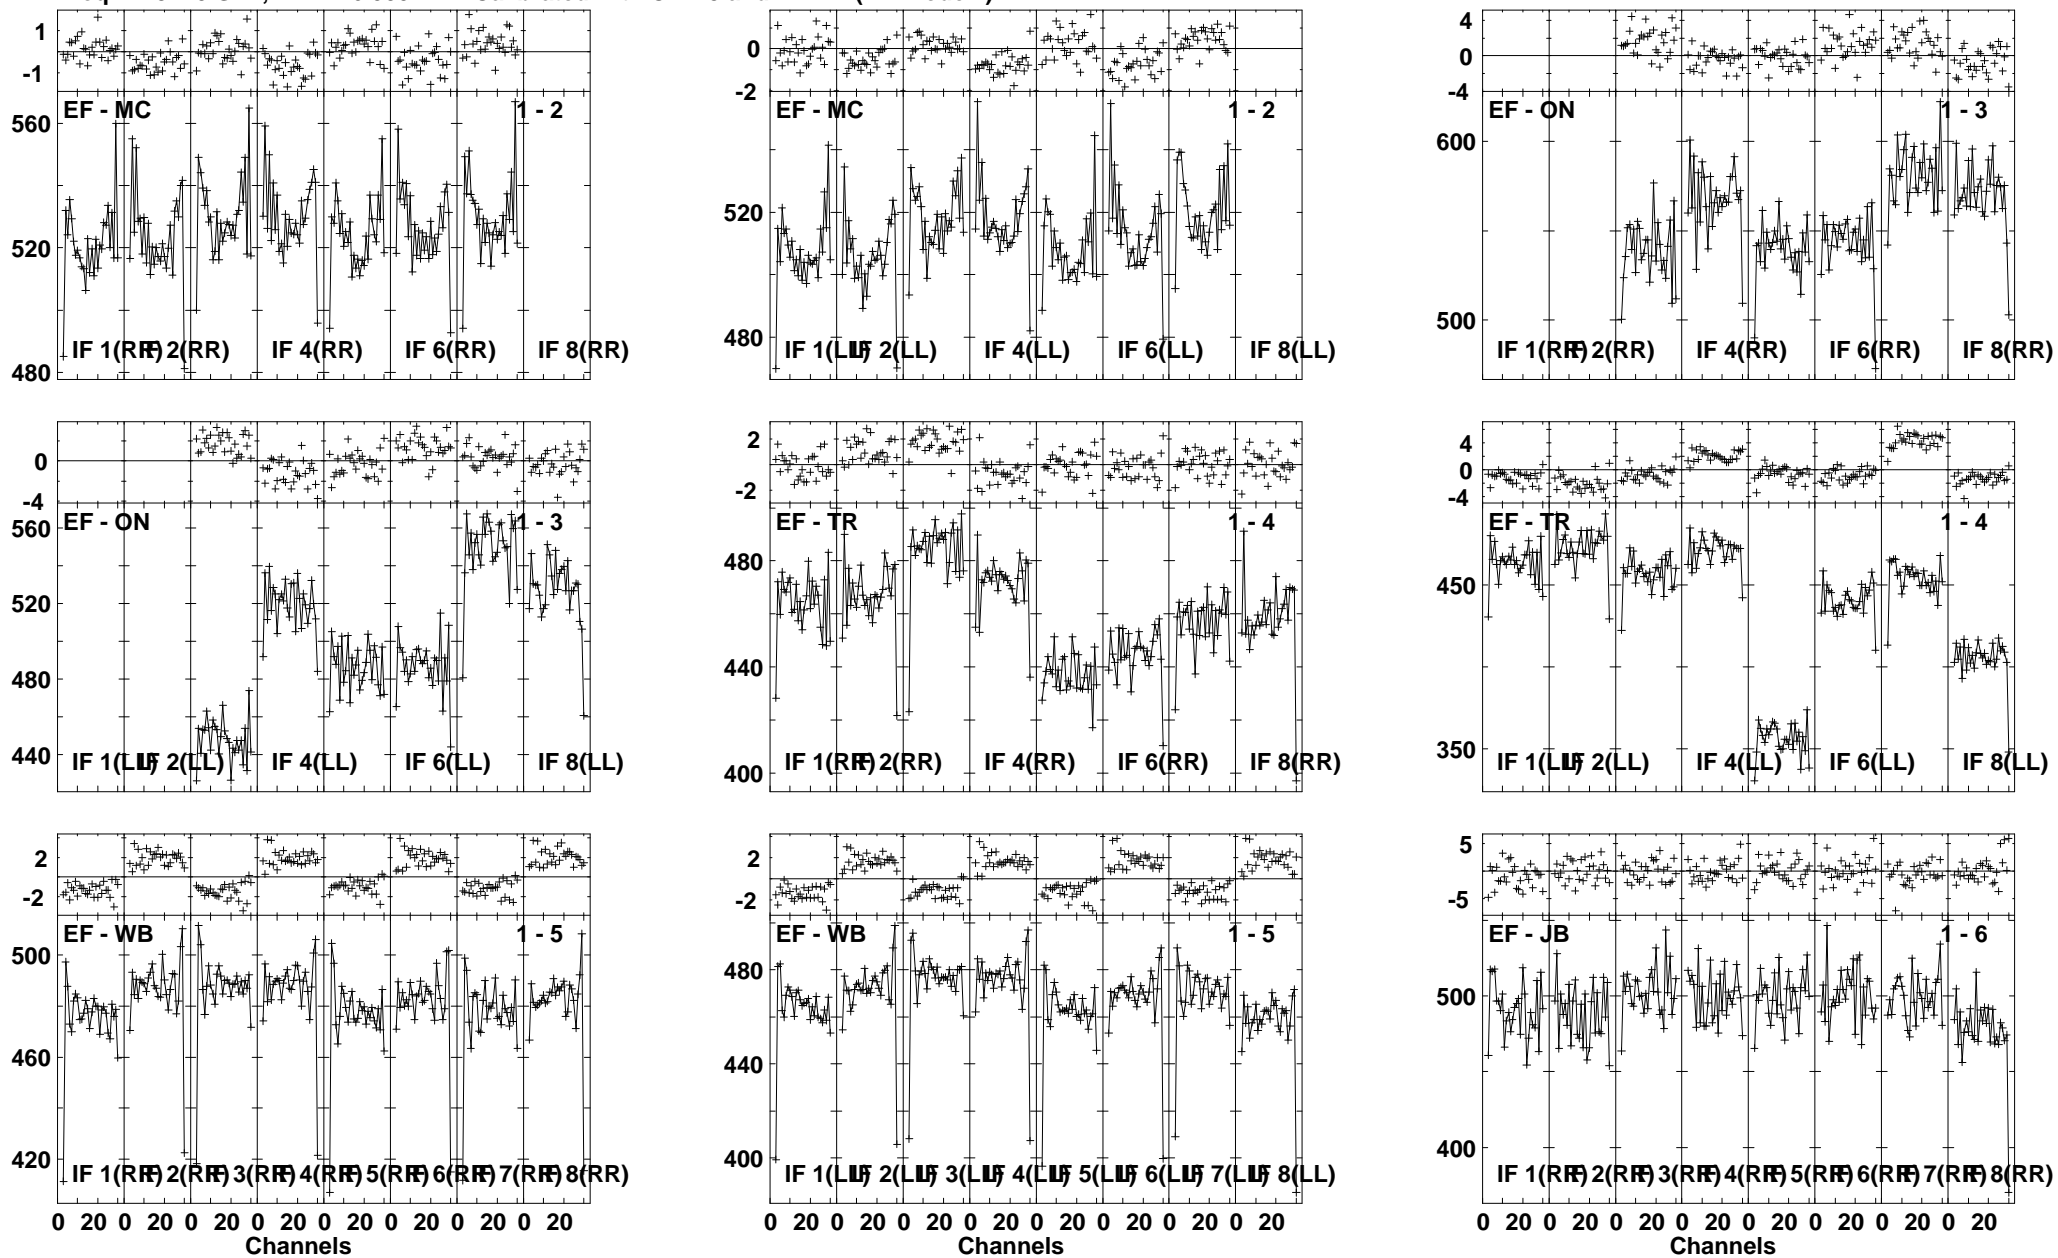 1
-1
EF - MC 1 - 2
560
520
480
IF 1(RR) IF 2(RR) IF 4(RR) IF 6(RR) IF 8(RR)
0
-2
EF - MC 1 - 2
520
480
IF 1(LL) IF 2(LL) IF 4(LL) IF 6(LL) IF 8(LL)
4
0
-4
EF - ON 1 - 3
600
500
IF 1(RR) IF 2(RR) IF 4(RR) IF 6(RR) IF 8(RR)
0
-4
EF - ON 1 - 3
560
520
480
440
IF 1(LL) IF 2(LL) IF 4(LL) IF 6(LL) IF 8(LL)
2
-2
EF - TR 1 - 4
480
440
400
IF 1(RR) IF 2(RR) IF 4(RR) IF 6(RR) IF 8(RR)
4
0
-4
EF - TR 1 - 4
450
350
IF 1(LL) IF 2(LL) IF 4(LL) IF 6(LL) IF 8(LL)
2
-2
EF - WB 1 - 5
500
460
420
IF 1(RR) IF 2(RR) IF 3(RR) IF 4(RR) IF 5(RR) IF 6(RR) IF 7(RR) IF 8(RR)
0 20 0 20 0 20 0 20 0 20 0 20 0 20 0 20
Channels
2
-2
EF - WB 1 - 5
480
440
400
IF 1(LL) IF 2(LL) IF 3(LL) IF 4(LL) IF 5(LL) IF 6(LL) IF 7(LL) IF 8(LL)
0 20 0 20 0 20 0 20 0 20 0 20 0 20 0 20
Channels
5
-5
EF - JB 1 - 6
500
400
IF 1(RR) IF 2(RR) IF 3(RR) IF 4(RR) IF 5(RR) IF 6(RR) IF 7(RR) IF 8(RR)
0 20 0 20 0 20 0 20 0 20 0 20 0 20 0 20
Channels